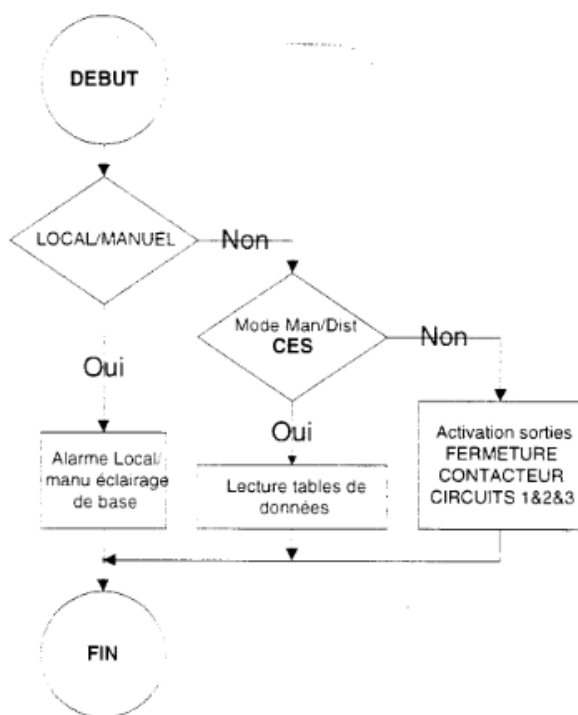 DEBUT
LOCAL/MANUEL
Non
Mode Man/Dist
CES
Non
Oui
Oui
Alarme Local/
manu éclairage
de base
Lecture tables de
données
Activation sorties
FERMETURE
CONTACTEUR
CIRCUITS 1&2&3
FIN